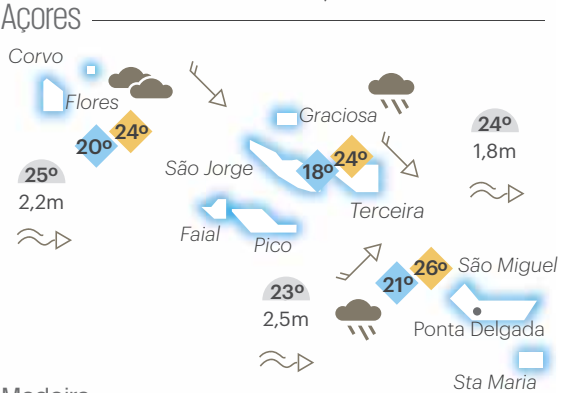 Açores
Corvo
Flores
20º 24º
25º
2,2m
Graciosa
São Jorge
18º 24º
Terceira
24º
1,8m
Faial
Pico
23º
2,5m
21º 26º
São Miguel
Ponta Delgada
Sta Maria